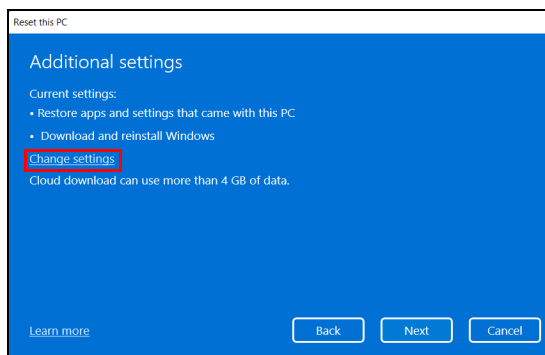 Reset this PC
Additional settings
Current settings:
• Restore apps and settings that came with this PC
• Download and reinstall Windows
Change settings
Cloud download can use more than 4 GB of data.
Learn more
Back
Next
Cancel